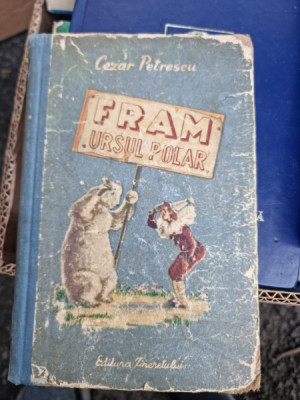 Cezar Petrescu
FRAM
URSUL POLAR
Editura Tineretului